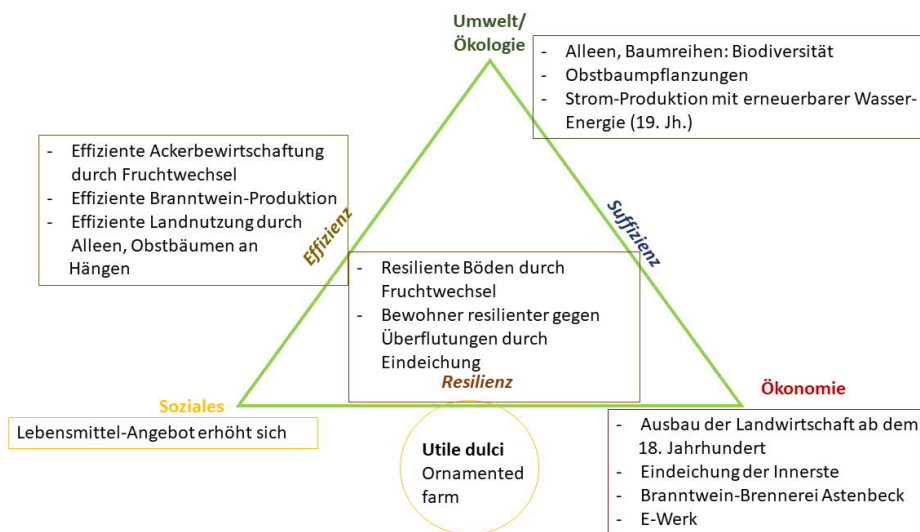 Umwelt/
Ökologie
- Alleen, Baumreihen: Biodiversität
- Obstbaumpflanzungen
- Strom-Produktion mit erneuerbarer Wasser-
Energie (19. Jh.)
- Effiziente Ackerbewirtschaftung
durch Fruchtwechsel
- Effiziente Branntwein-Produktion
- Effiziente Landnutzung durch
Alleen, Obstbäumen an
Hängen
Effizienz
Suffizienz
- Resiliente Böden durch
Fruchtwechsel
- Bewohner resilienter gegen
Überflutungen durch
Eindeichung
Resilienz
Soziales
Lebensmittel-Angebot erhöht sich
Utile dulci
Ornamented
farm
Ökonomie
- Ausbau der Landwirtschaft ab dem
18. Jahrhundert
- Eindeichung der Innerste
- Branntwein-Brennerei Astenbeck
- E-Werk